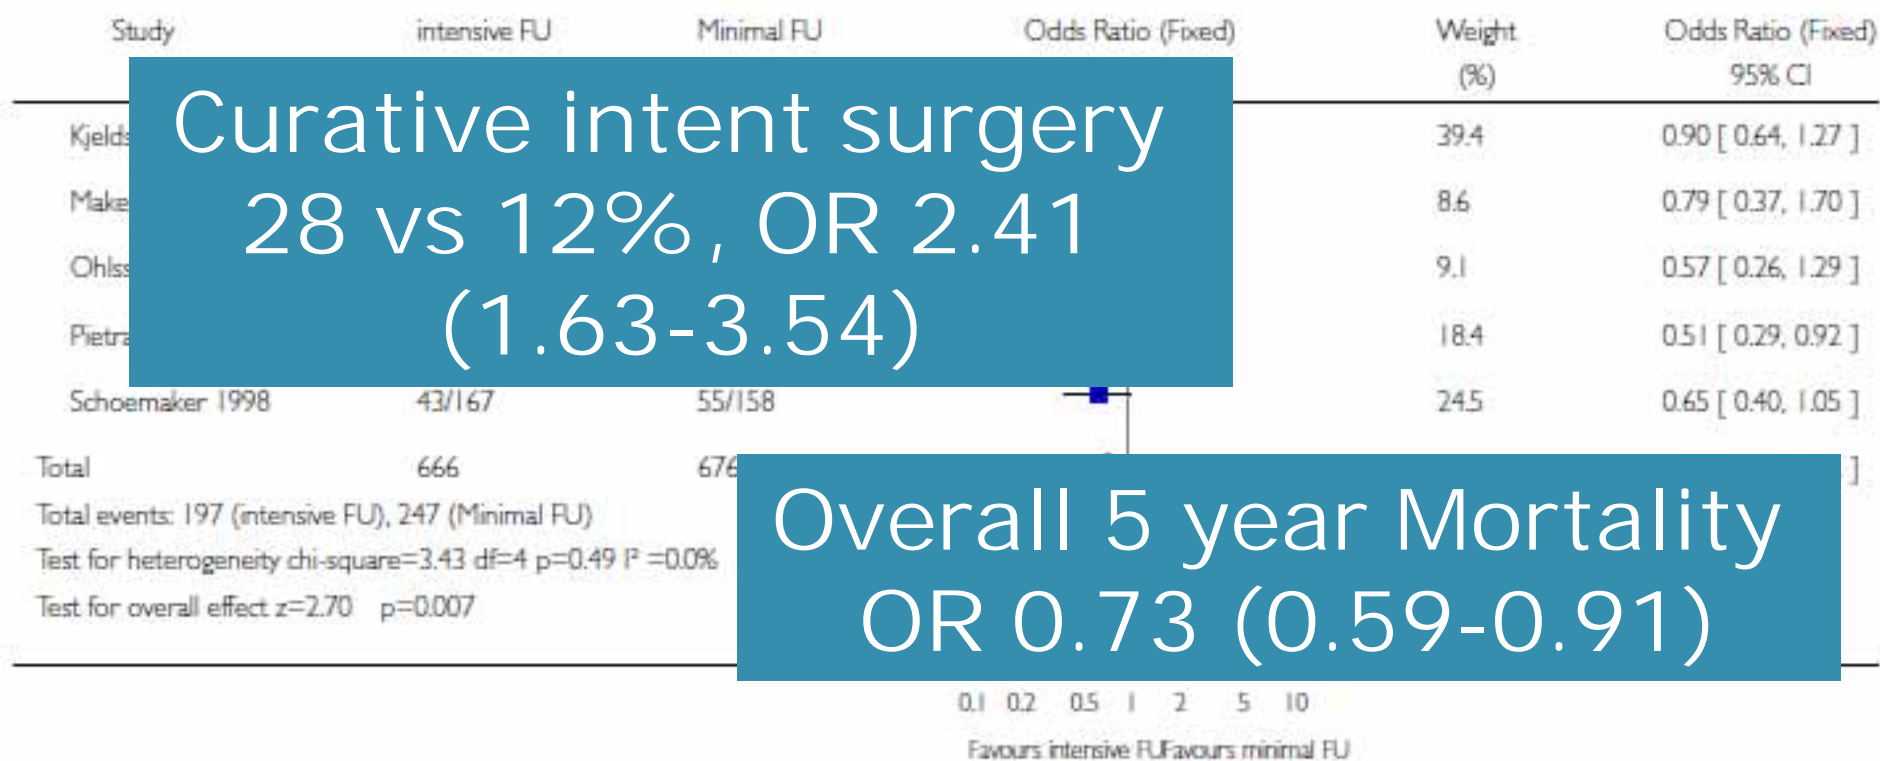 Study intensive FU Minimal FU Odds Ratio (Fixed) Weight Odds Ratio (Fixed)
(%) 95% CI
Curative intent surgery
28 vs 12%, OR 2.41
(1.63-3.54)
Kjelds 39.4 0.90 [ 0.64, 1.27 ]
Make 8.6 0.79 [ 0.37, 1.70 ]
Ohlss 9.1 0.57 [ 0.26, 1.29 ]
Pietra 18.4 0.51 [ 0.29, 0.92 ]
Schoemaker 1998 43/167 55/158 24.5 0.65 [ 0.40, 1.05 ]
Total 666 676 ]
Total events: 197 (intensive FU), 247 (Minimal FU)
Test for heterogeneity chi-square=3.43 df=4 p=0.49 I² =0.0%
Test for overall effect z=2.70 p=0.007
Overall 5 year Mortality
OR 0.73 (0.59-0.91)
0.1 0.2 0.5 1 2 5 10
Favours intensive FUFavours minimal FU